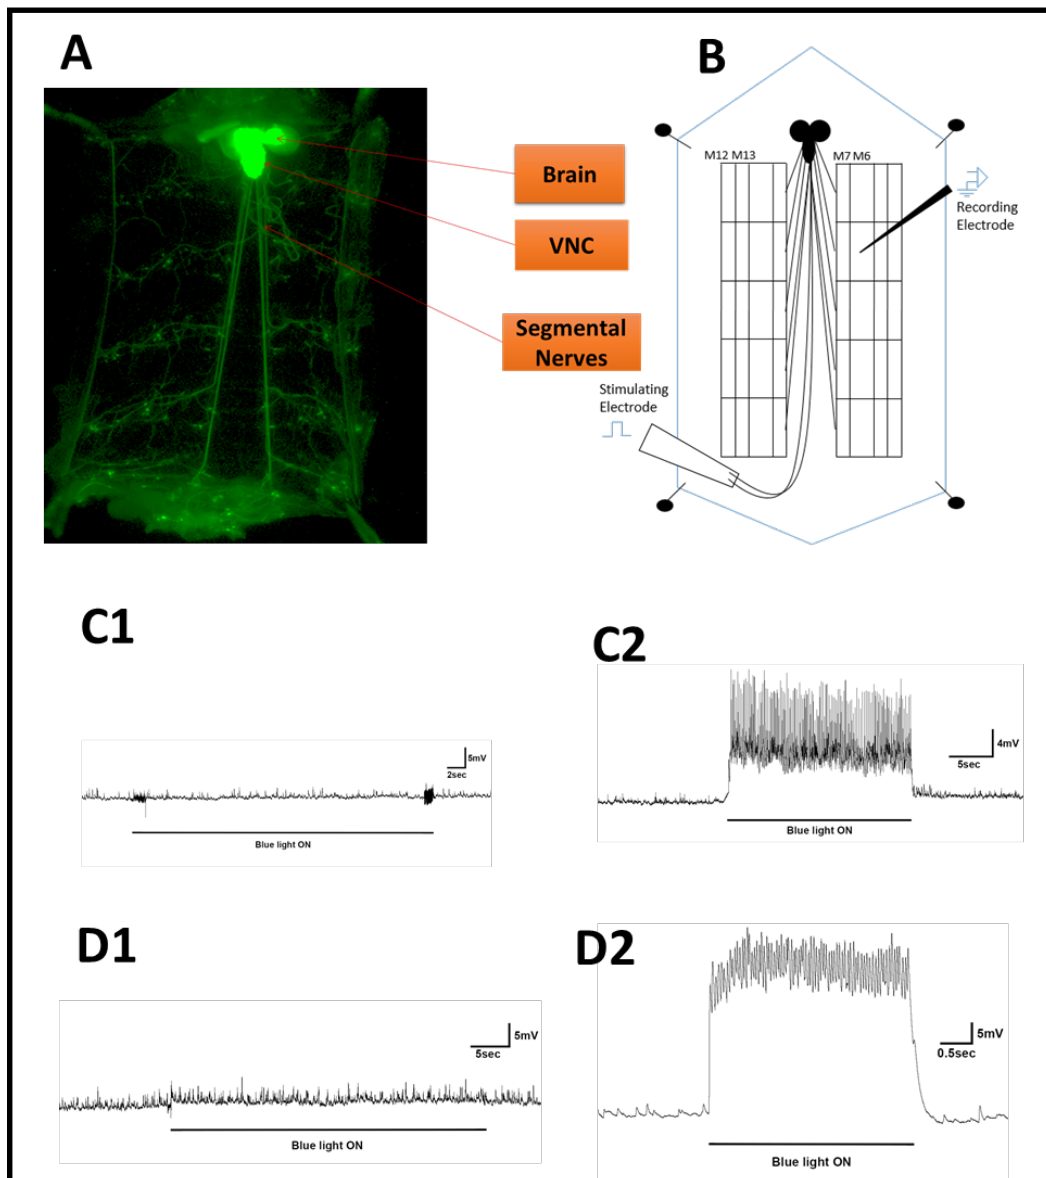 A
B
Brain
VNC
Segmental
Nerves
M12 M13
M7 M6
Recording
Electrode
Stimulating
Electrode
C1
5mV
2sec
Blue light ON
C2
4mV
5sec
Blue light ON
D1
5mV
5sec
Blue light ON
D2
5mV
0.5sec
Blue light ON